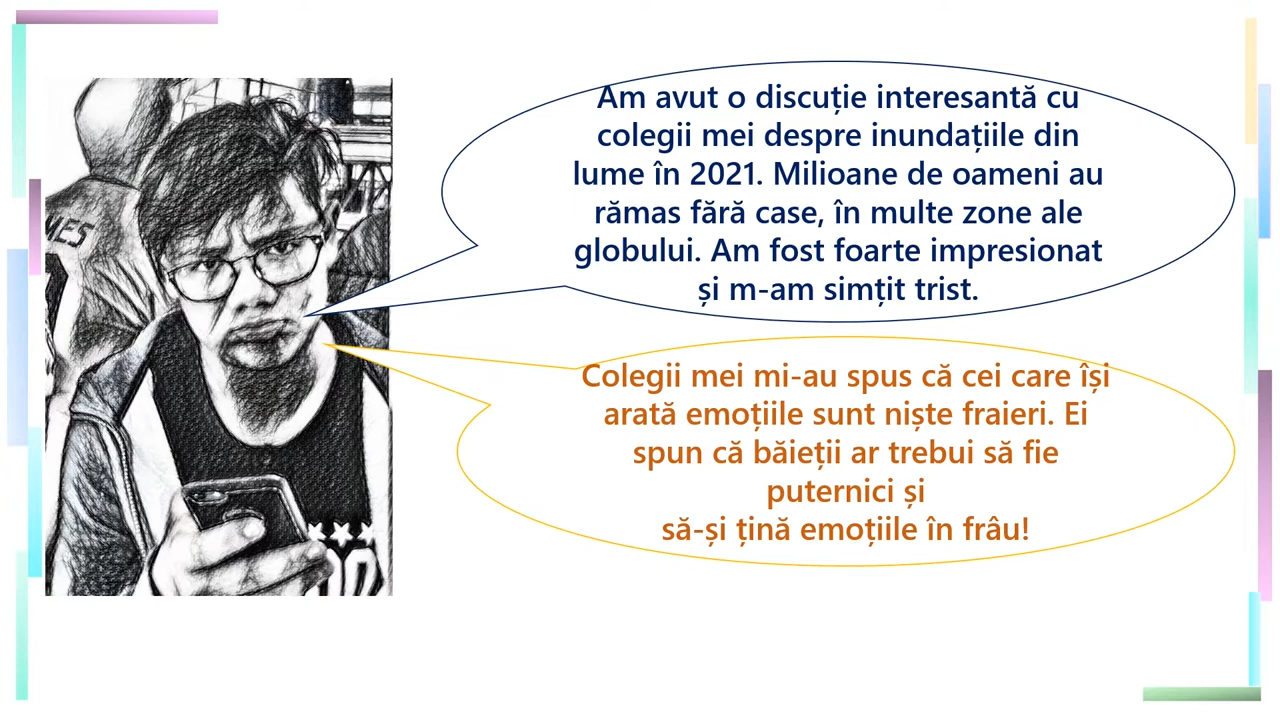 Am avut o discuție interesantă cu
colegii mei despre inundațiile din
lume în 2021. Milioane de oameni au
rămas fără case, în multe zone ale
globului. Am fost foarte impresionat
și m-am simțit trist.
Colegii mei mi-au spus că cei care își
arată emoțiile sunt niște fraieri. Ei
spun că băieții ar trebui să fie
puternici și
să-și țină emoțiile în frâu!